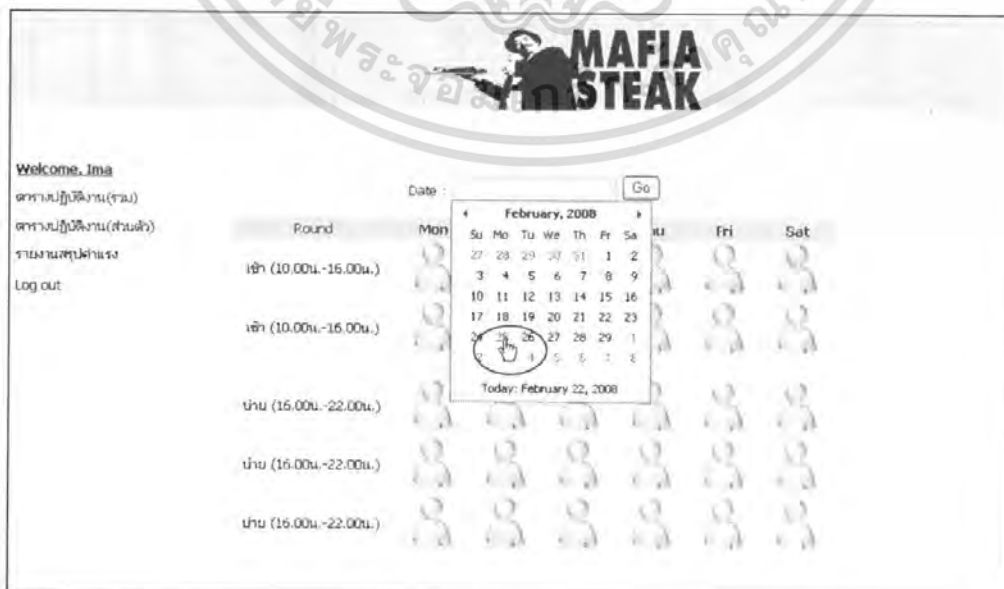 MAFIA
STEAK
Welcome, Ima
ตารางปฏิบัติงาน(รวม)
ตารางปฏิบัติงาน(ส่วนตัว)
รายงานสรุปค่าแรง
Log out
Date : Go
February, 2008
Su Mo Tu We Th Fr Sa
27 28 29 30 31 1 2
3 4 5 6 7 8 9
10 11 12 13 14 15 16
17 18 19 20 21 22 23
24 25 26 27 28 29 1
2 4 5 6 7 8
Today: February 22, 2008
Round Mon Fri Sat
เช้า (10.00น.-16.00น.)
เช้า (10.00น.-16.00น.)
บ่าย (16.00น.-22.00น.)
บ่าย (16.00น.-22.00น.)
บ่าย (16.00น.-22.00น.)